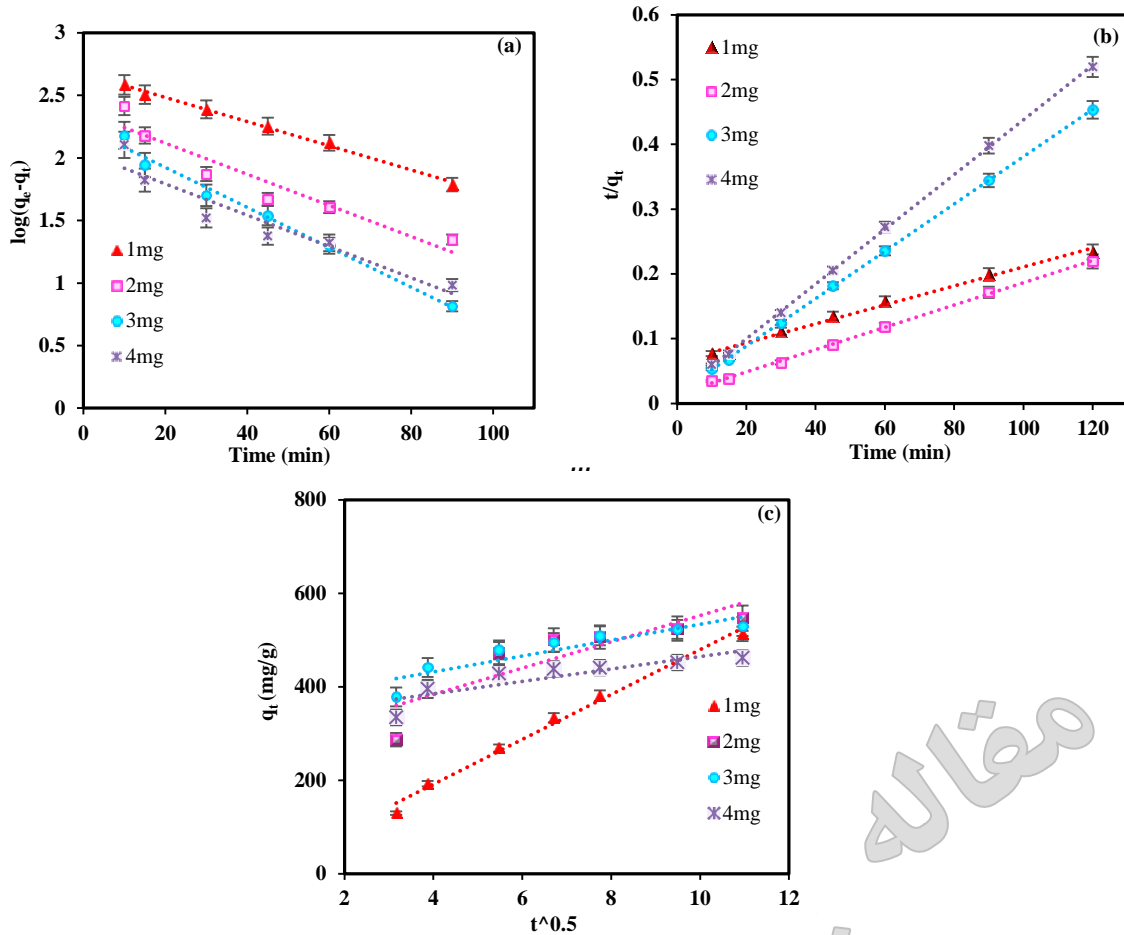 (a)
log(qe-qt)
3
2.5
2
1.5
1
0.5
0
1mg
2mg
3mg
4mg
0 20 40 60 80 100
Time (min)
(b)
t/qt
0.6
0.5
0.4
0.3
0.2
0.1
0
1mg
2mg
3mg
4mg
0 20 40 60 80 100 120
Time (min)
...
(c)
qt (mg/g)
800
600
400
200
0
1mg
2mg
3mg
4mg
2 4 6 8 10 12
t^0.5
مقاله